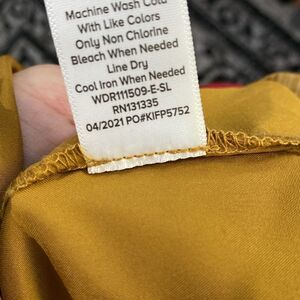 Machine Wash Cold
With Like Colors
Only Non Chlorine
Bleach When Needed
Line Dry
Cool Iron When Needed
WDR111509-E-SL
RN131335
04/2021 PO#KIFP5752